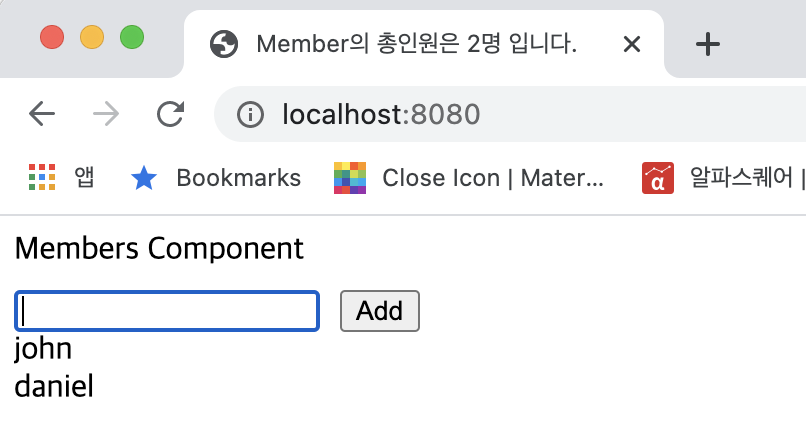 Member의 총인원은 2명 입니다.
localhost:8080
앱 Bookmarks Close Icon | Mater... α 알파스퀘어 |
Members Component
Add
john
daniel